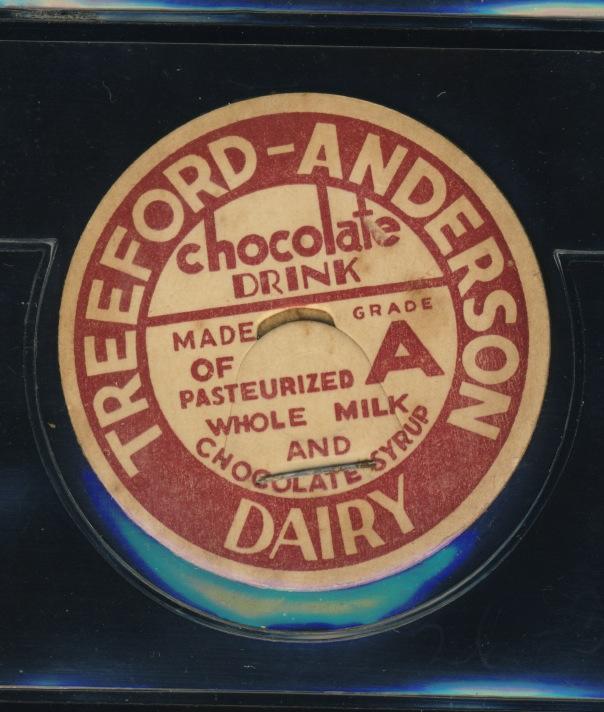 TREEFORD-ANDERSON
chocolate
DRINK
GRADE
A
MADE
OF
PASTEURIZED
WHOLE MILK
AND
CHOCOLATE SYRUP
DAIRY